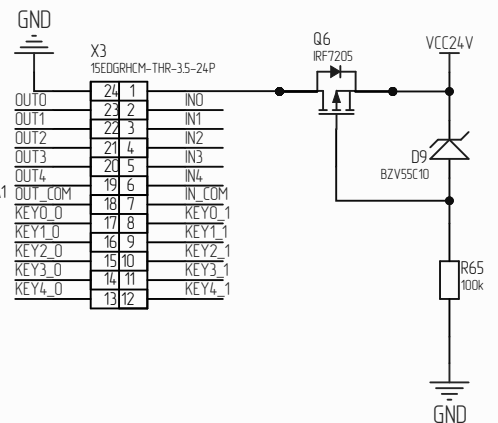 GND
X3
15EDGRHCM-THR-3.5-24P
24 1
OUT0 23 2 IN0
OUT1 22 3 IN1
OUT2 21 4 IN2
OUT3 20 5 IN3
OUT4 19 6 IN4
OUT_COM 18 7 IN_COM
KEY0_0 17 8 KEY0_1
KEY1_0 16 9 KEY1_1
KEY2_0 15 10 KEY2_1
KEY3_0 14 11 KEY3_1
KEY4_0 13 12 KEY4_1
Q6
IRF7205
VCC24V
D9
BZV55C10
R65
100k
GND